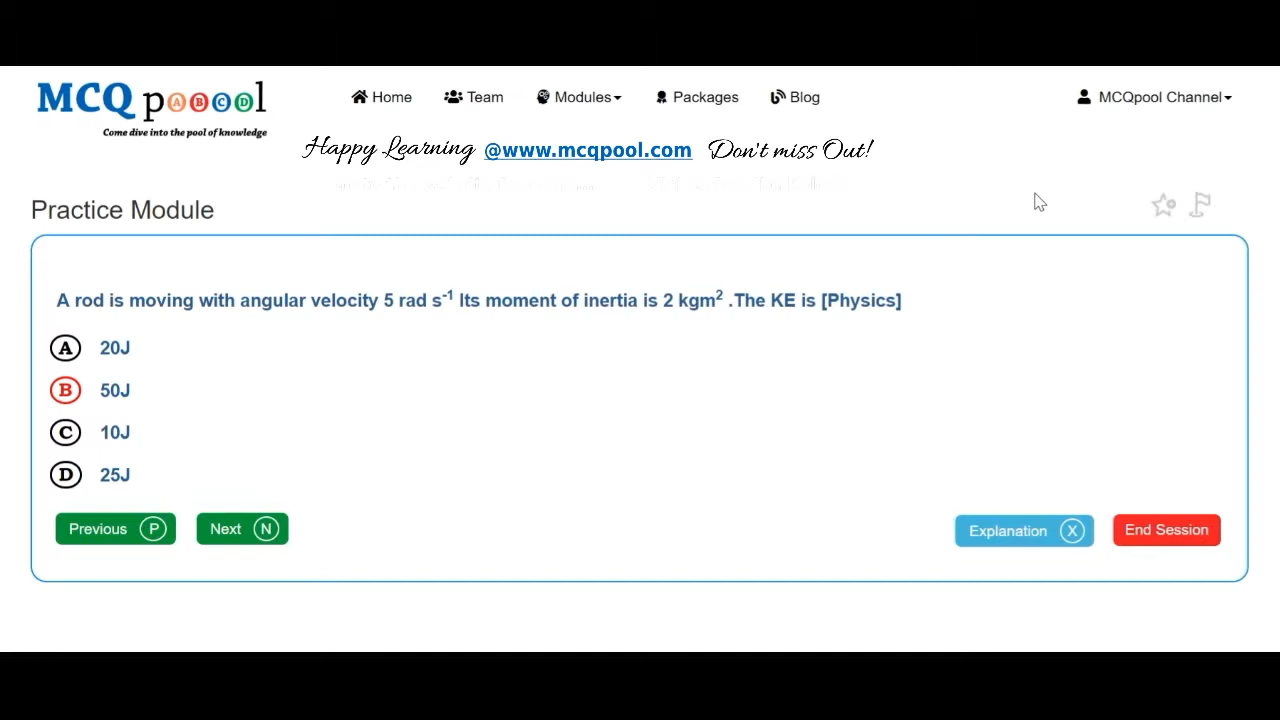 MCQ pooool
Come dive into the pool of knowledge
Home Team Modules Packages Blog MCQpool Channel
Happy Learning @www.mcqpool.com Don't miss Out!
Practice Module
A rod is moving with angular velocity 5 rad s⁻¹ Its moment of inertia is 2 kgm² .The KE is [Physics]
A 20J
B 50J
C 10J
D 25J
Previous P Next N Explanation X End Session